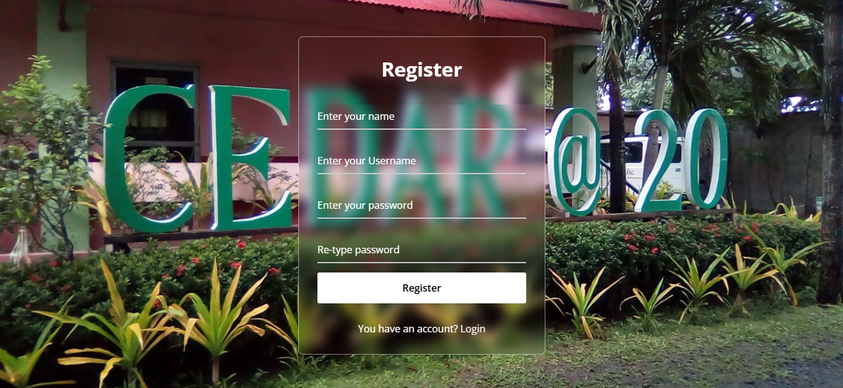 CEDAR @ 20
Register
Enter your name
Enter your Username
Enter your password
Re-type password
Register
You have an account? Login